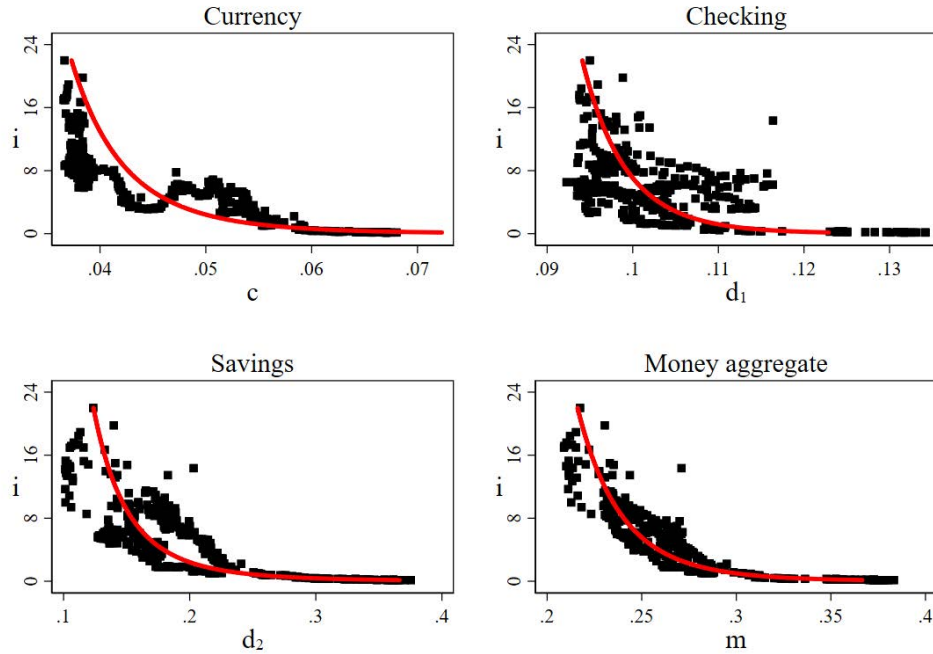 Currency
24
16
8
0
i
.04 .05 .06 .07
c
Checking
24
16
8
0
i
.09 .1 .11 .12 .13
d₁
Savings
24
16
8
0
i
.1 .2 .3 .4
d₂
Money aggregate
24
16
8
0
i
.2 .25 .3 .35 .4
m